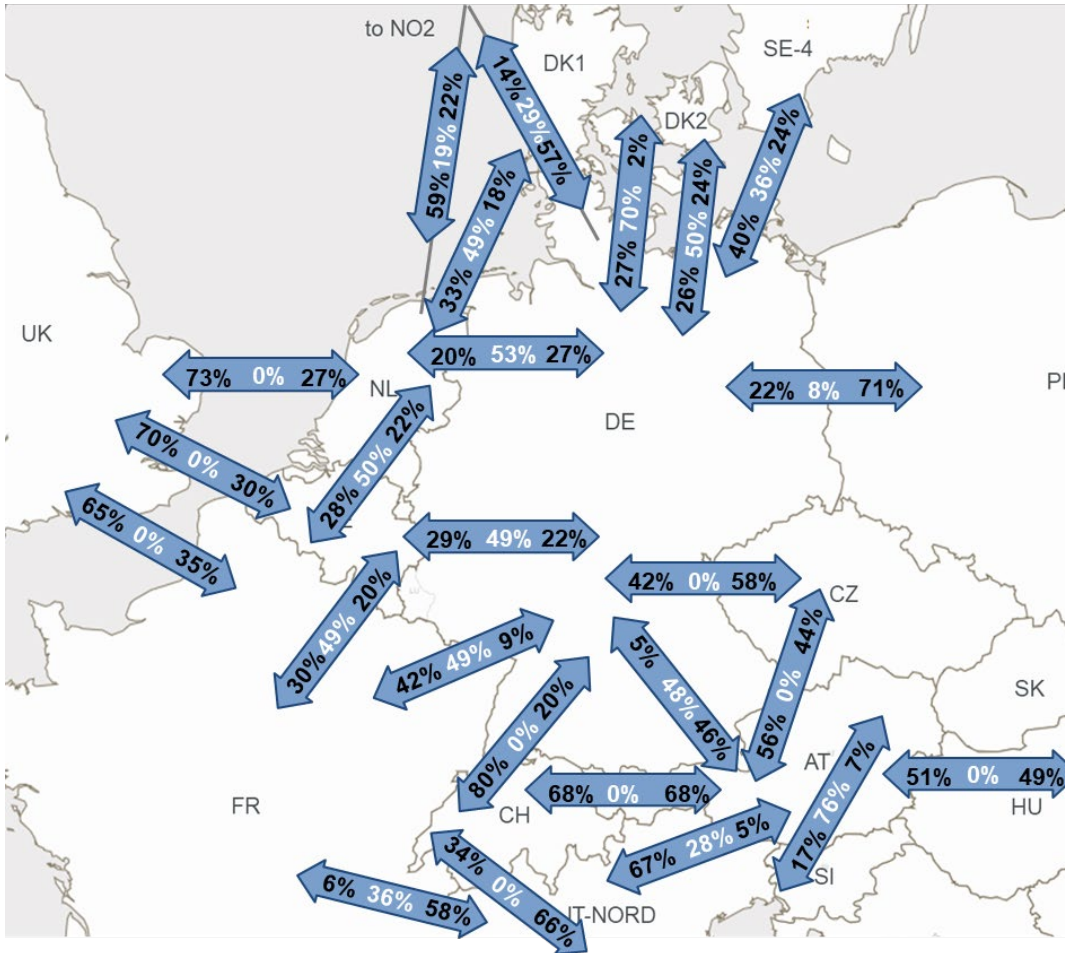 to NO2
DK1
SE-4
14% 29% 57%
59% 19% 22%
DK2
27% 70% 2%
26% 50% 24%
40% 36% 24%
33% 49% 18%
UK
20% 53% 27%
73% 0% 27%
NL
22% 8% 71%
DE
28% 50% 22%
70% 0% 30%
65% 0% 35%
29% 49% 22%
42% 0% 58%
CZ
30% 49% 20%
42% 49% 9%
5% 48% 46%
56% 0% 44%
SK
80% 0% 20%
AT
17% 76% 7%
51% 0% 49%
68% 0% 68%
FR
CH
HU
67% 28% 5%
34% 0% 66%
SI
6% 36% 58%
IT-NORD